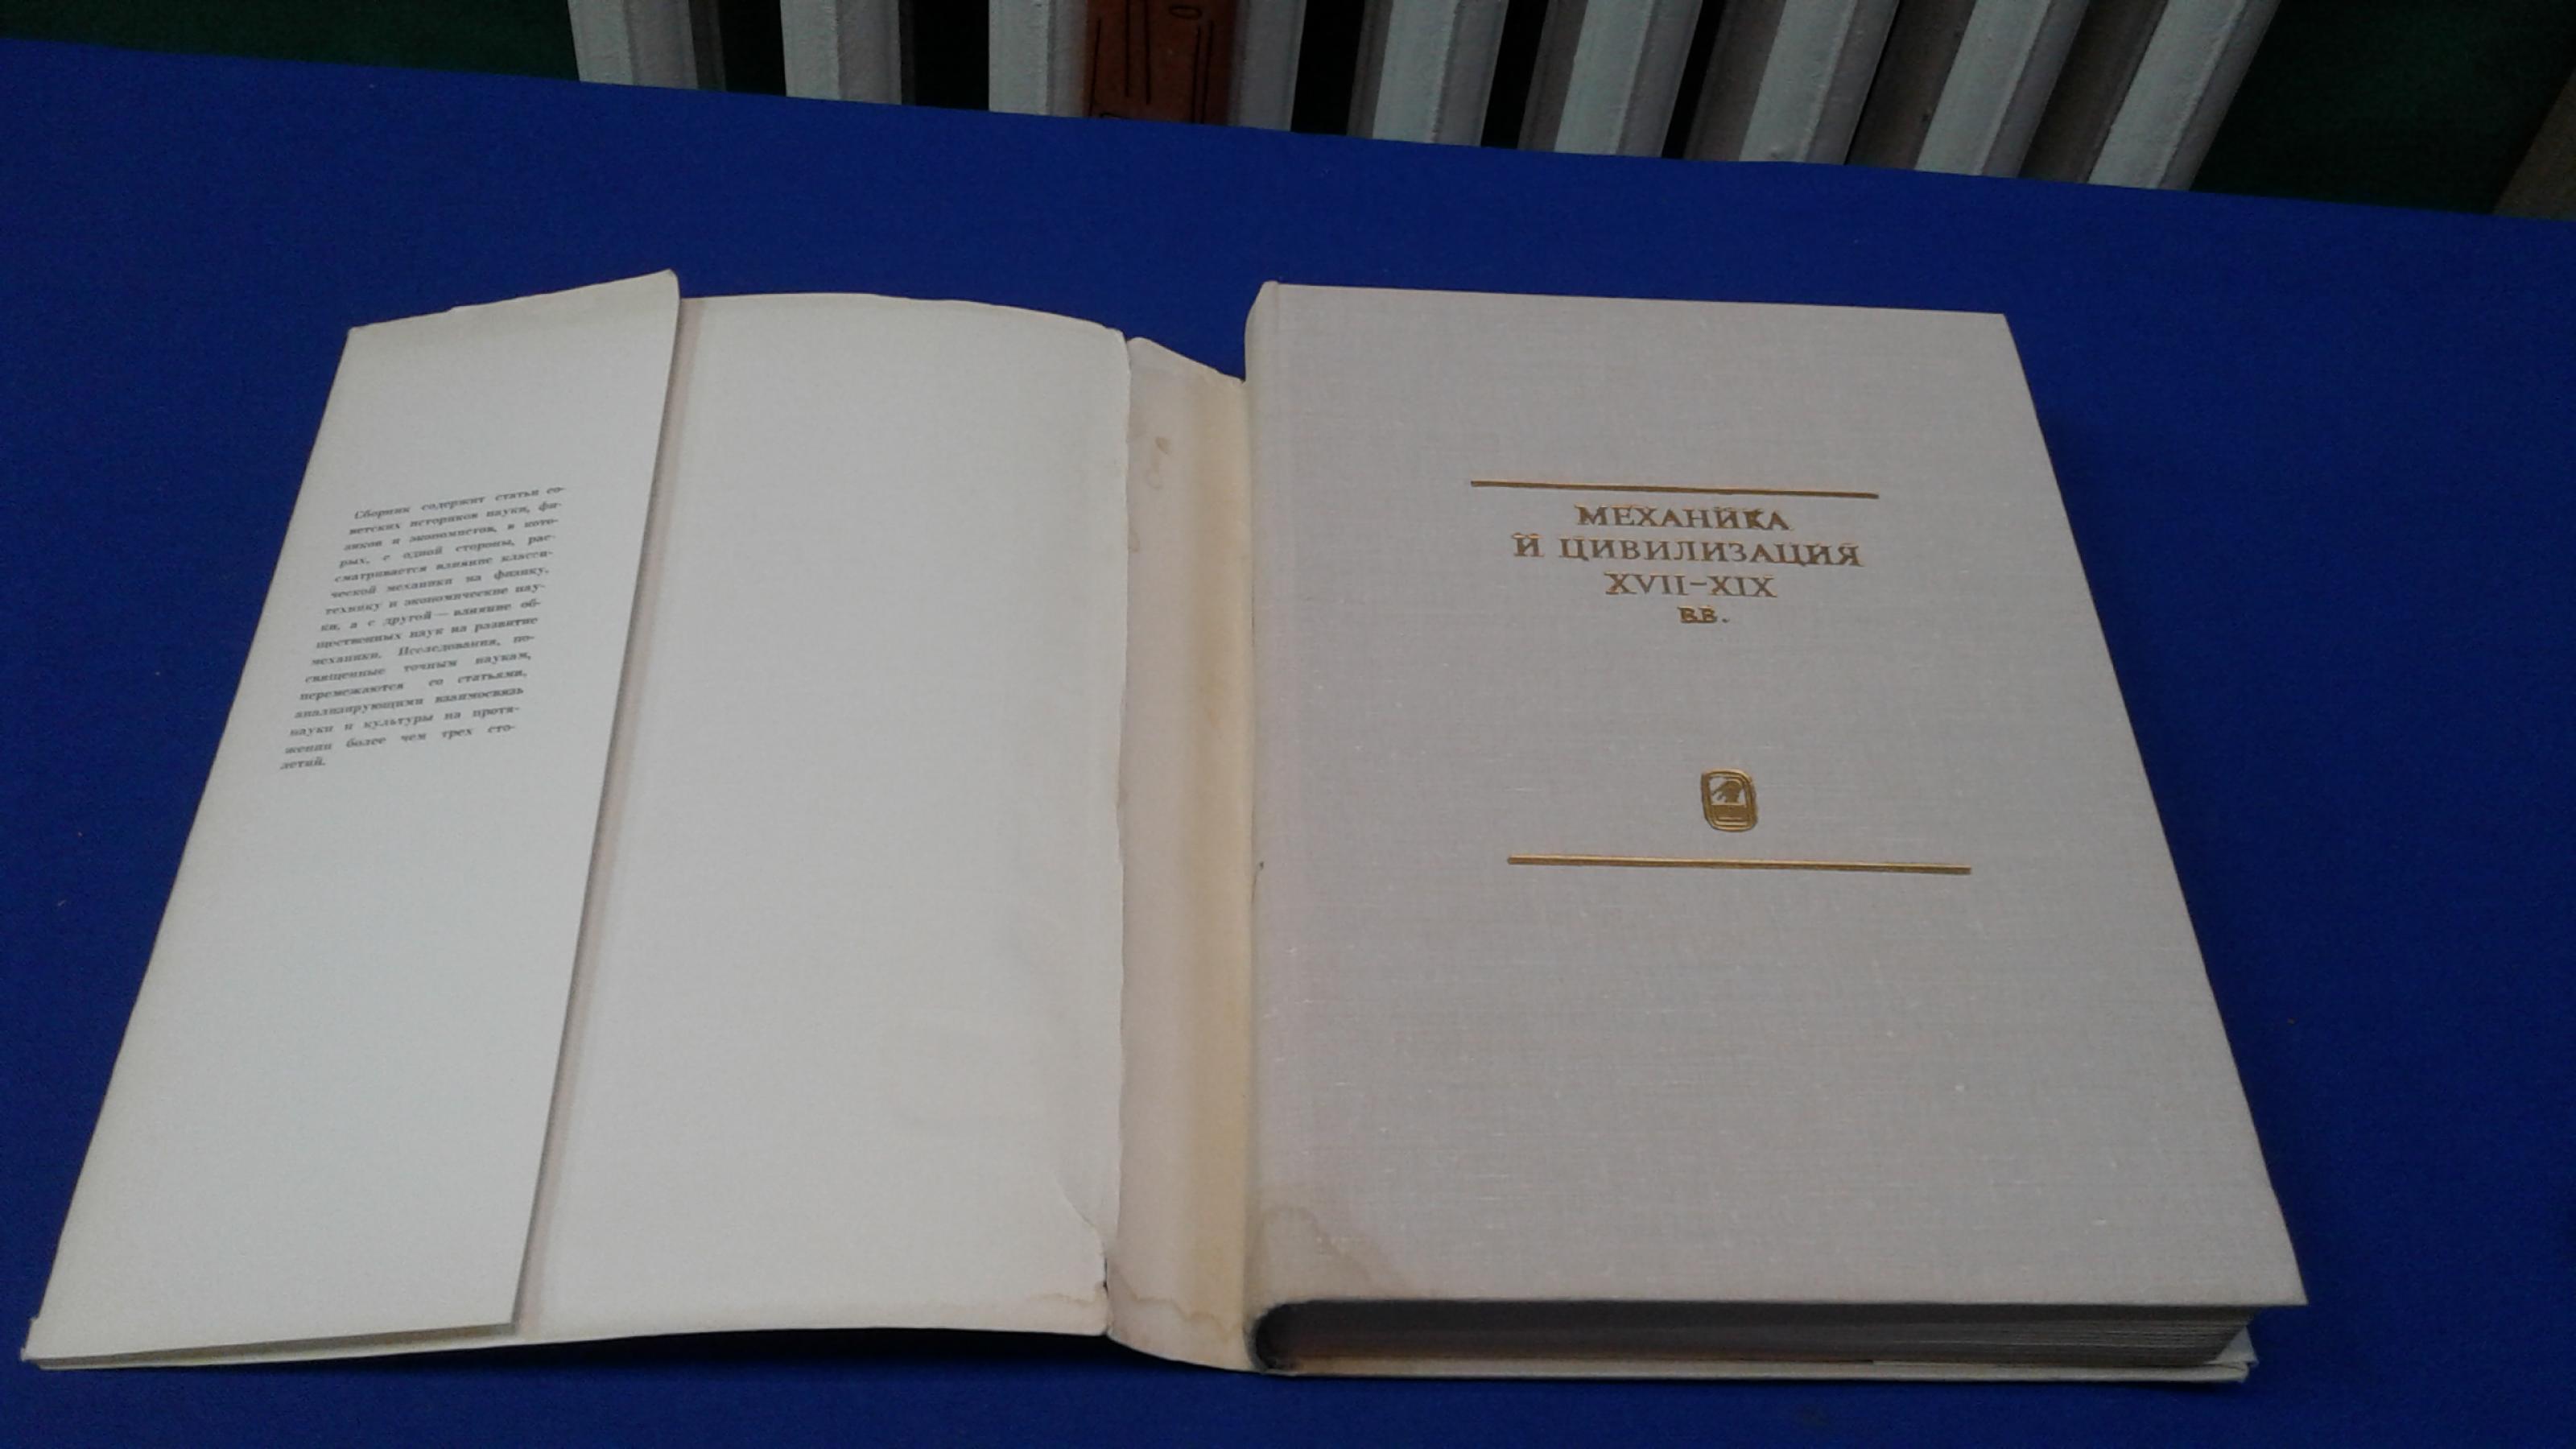 Сборник содержит статьи со-
ветских историков науки, фи-
зиков и экономистов, в кото-
рых, с одной стороны, рас-
сматривается влияние класси-
ческой механики на физику,
технику и экономические нау-
ки, а с другой — влияние об-
щественных наук на развитие
механики. Исследования, по-
священные точным наукам,
перемежаются со статьями,
анализирующими взаимосвязь
науки и культуры на протя-
жении более чем трех сто-
летий.
МЕХАНИКА
И ЦИВИЛИЗАЦИЯ
XVII–XIX
ВВ.